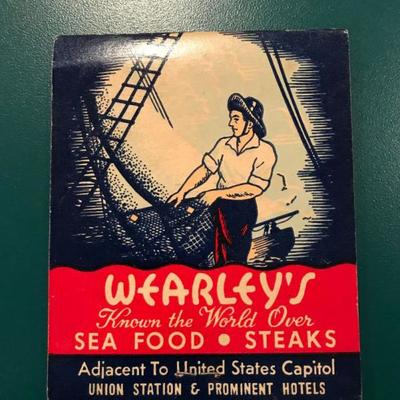 WEARLEY'S
Known the World Over
SEA FOOD • STEAKS
Adjacent To United States Capitol
UNION STATION & PROMINENT HOTELS